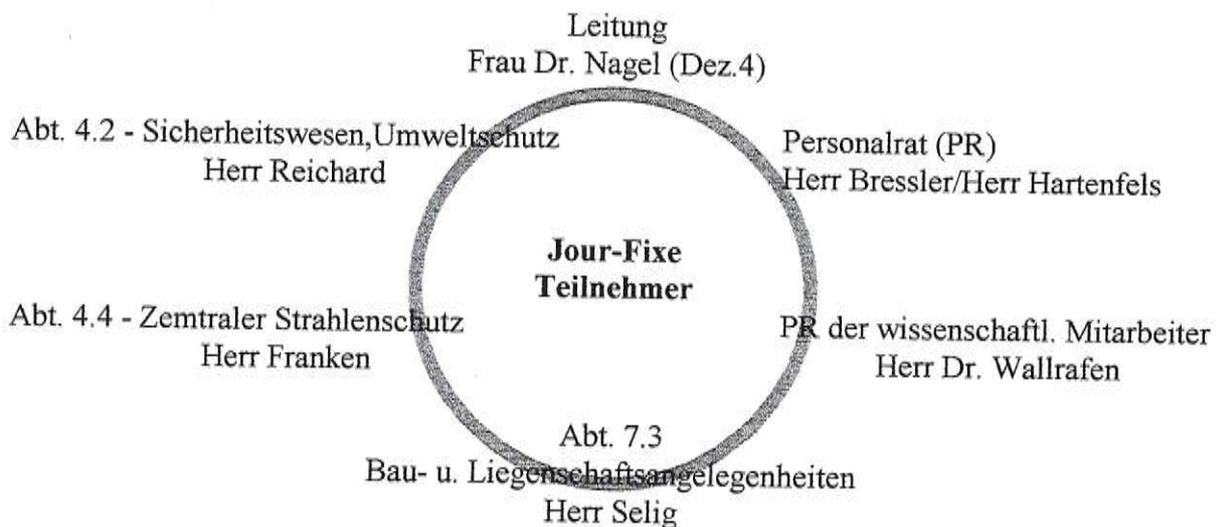 Leitung
Frau Dr. Nagel (Dez.4)
Abt. 4.2 - Sicherheitswesen,Umweltschutz
Herr Reichard
Personalrat (PR)
Herr Bressler/Herr Hartenfels
Jour-Fixe
Teilnehmer
Abt. 4.4 - Zemtraler Strahlenschutz
Herr Franken
PR der wissenschaftl. Mitarbeiter
Herr Dr. Wallrafen
Abt. 7.3
Bau- u. Liegenschaftsangelegenheiten
Herr Selig